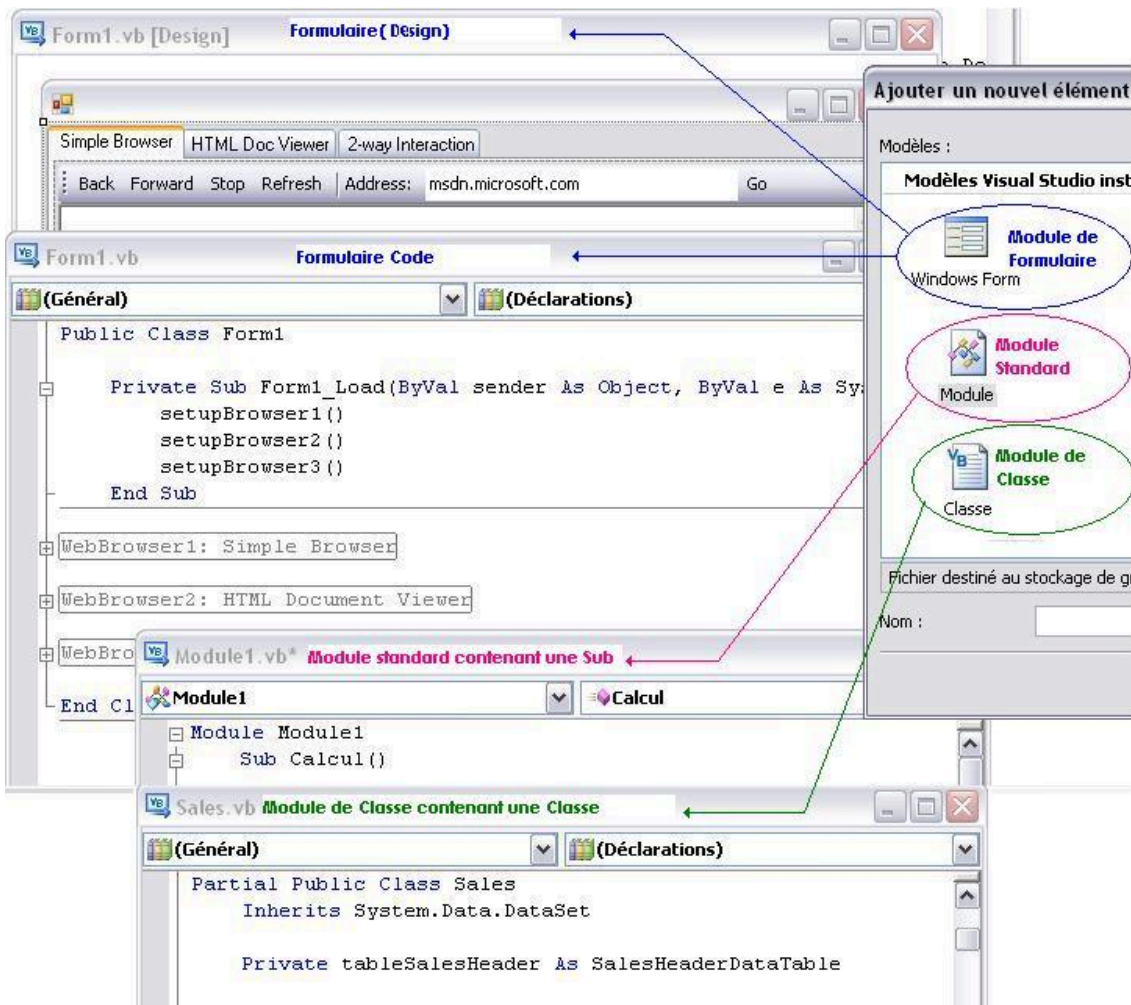 Form1.vb [Design] Formulaire( Design)
Ajouter un nouvel élément
Simple Browser HTML Doc Viewer 2-way Interaction
Modèles :
Back Forward Stop Refresh Address: msdn.microsoft.com Go
Modèles Visual Studio inst
Module de
Formulaire
Windows Form
Form1.vb Formulaire Code
(Général) (Déclarations)
Public Class Form1
Private Sub Form1_Load(ByVal sender As Object, ByVal e As Sy
setupBrowser1()
setupBrowser2()
setupBrowser3()
End Sub
Module
Standard
Module
Module de
Classe
Classe
WebBrowser1: Simple Browser
WebBrowser2: HTML Document Viewer
Fichier destiné au stockage de g
Nom :
WebBro
End Cl
Module1.vb* Module standard contenant une Sub
Module1 Calcul
Module Module1
Sub Calcul()
Sales.vb Module de Classe contenant une Classe
(Général) (Déclarations)
Partial Public Class Sales
Inherits System.Data.DataSet
Private tableSalesHeader As SalesHeaderDataTable